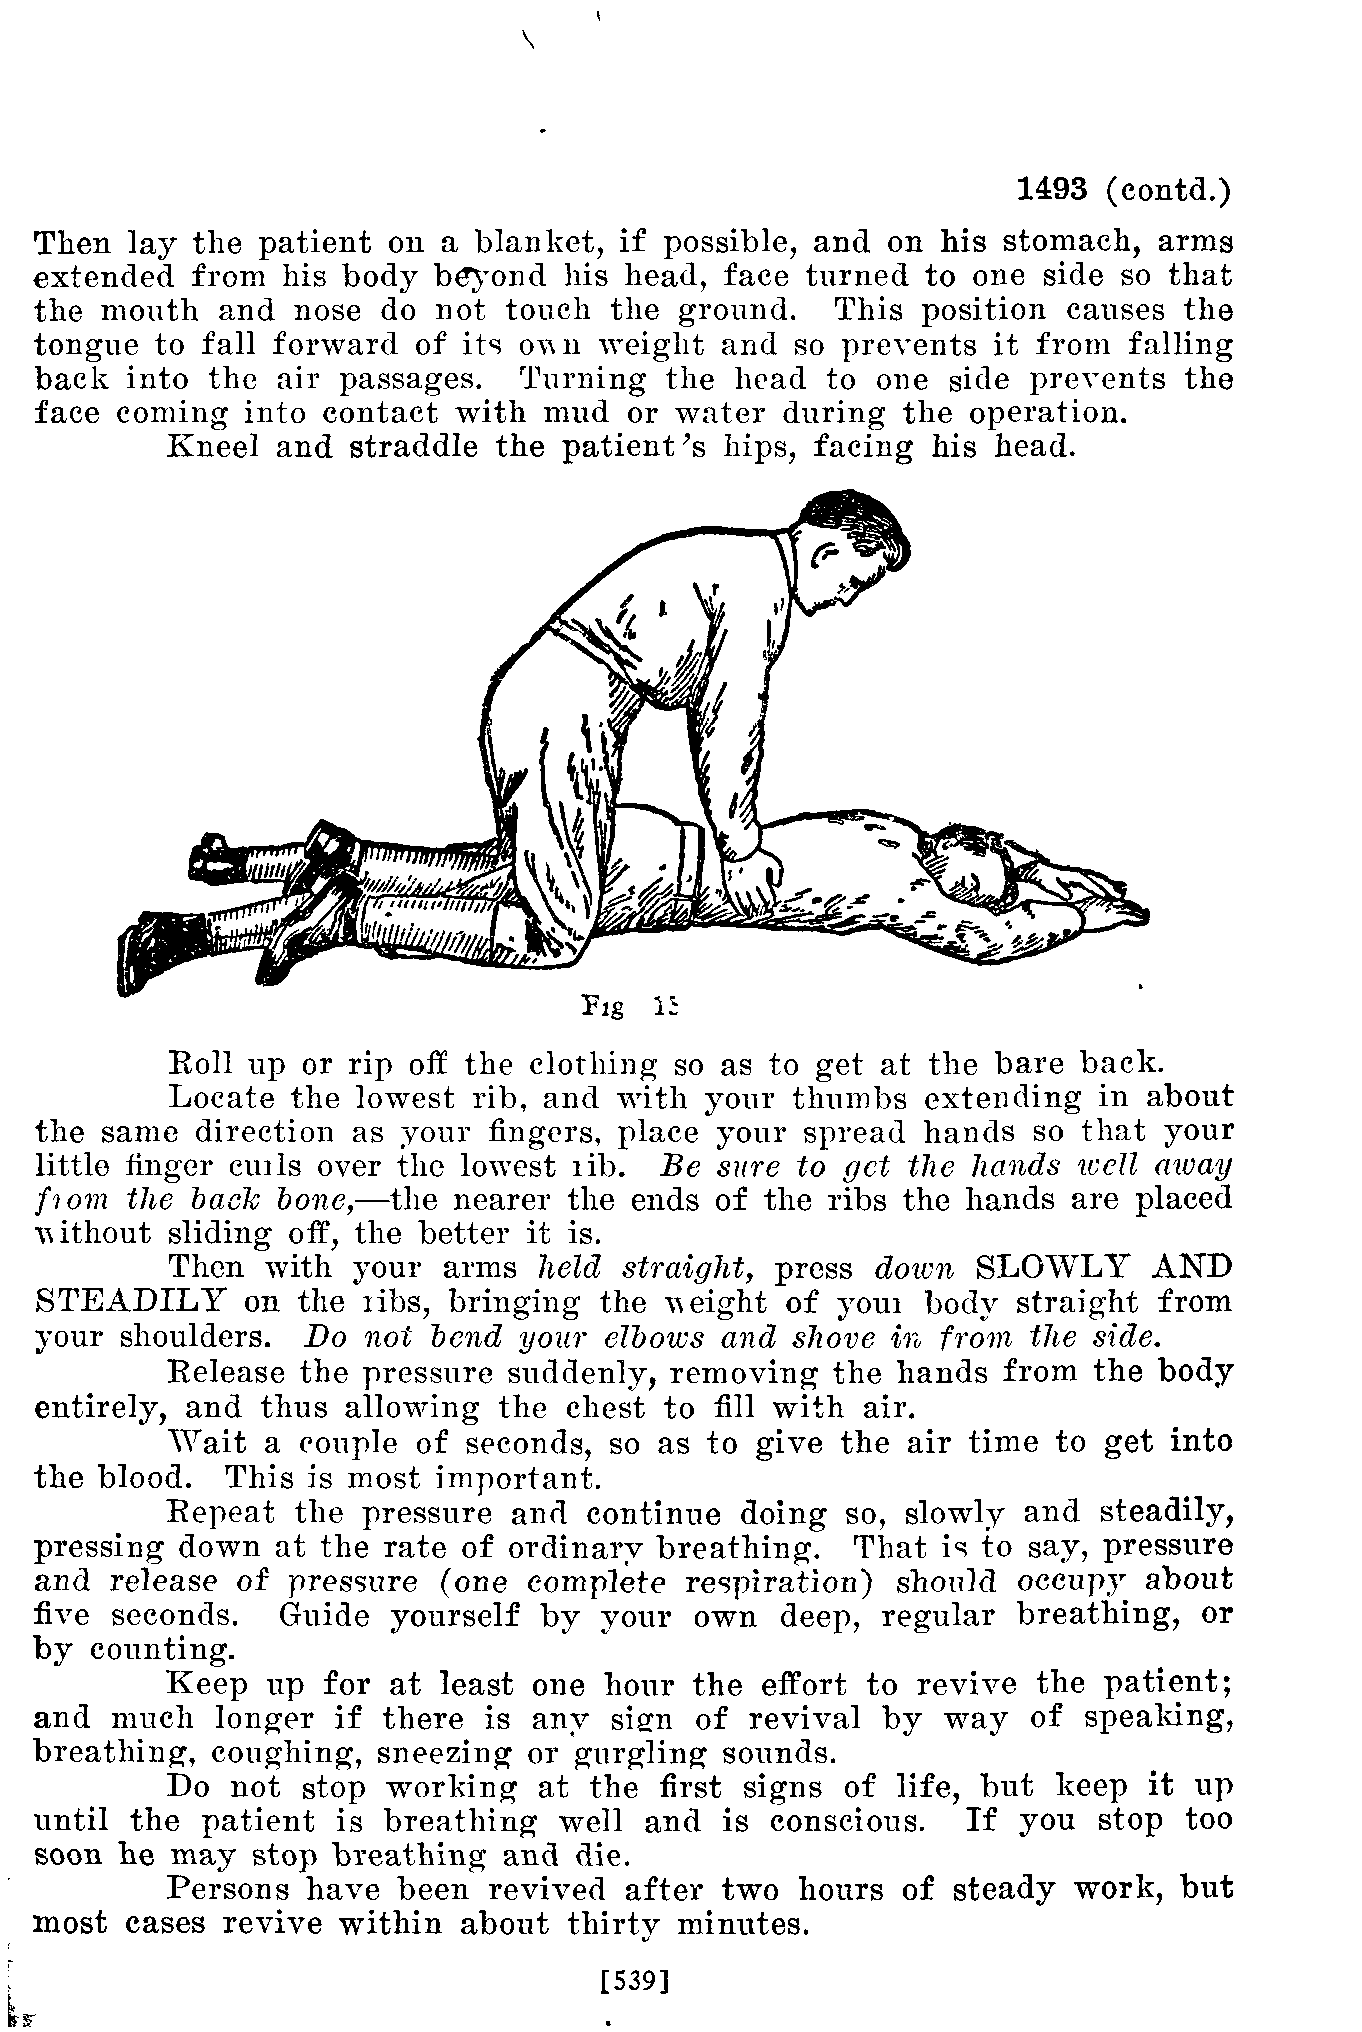 1493 (contd.)
Then lay the patient on a blanket, if possible, and on his stomach, arms
extended from his body beyond his head, face turned to one side so that
the mouth and nose do not touch the ground. This position causes the
tongue to fall forward of its own weight and so prevents it from falling
back into the air passages. Turning the head to one side prevents the
face coming into contact with mud or water during the operation.
Kneel and straddle the patient's hips, facing his head.
Fig
Roll up or rip off the clothing so as to get at the bare back.
Locate the lowest rib, and with your thumbs extending in about
the same direction as your fingers, place your spread hands so that your
little finger curls over the lowest rib. Be sure to get the hands well away
from the back bone,—the nearer the ends of the ribs the hands are placed
without sliding off, the better it is.
Then with your arms held straight, press down SLOWLY AND
STEADILY on the ribs, bringing the weight of your body straight from
your shoulders. Do not bend your elbows and shove in from the side.
Release the pressure suddenly, removing the hands from the body
entirely, and thus allowing the chest to fill with air.
Wait a couple of seconds, so as to give the air time to get into
the blood. This is most important.
Repeat the pressure and continue doing so, slowly and steadily,
pressing down at the rate of ordinary breathing. That is to say, pressure
and release of pressure (one complete respiration) should occupy about
five seconds. Guide yourself by your own deep, regular breathing, or
by counting.
Keep up for at least one hour the effort to revive the patient;
and much longer if there is any sign of revival by way of speaking,
breathing, coughing, sneezing or gurgling sounds.
Do not stop working at the first signs of life, but keep it up
until the patient is breathing well and is conscious. If you stop too
soon he may stop breathing and die.
Persons have been revived after two hours of steady work, but
most cases revive within about thirty minutes.
[539]